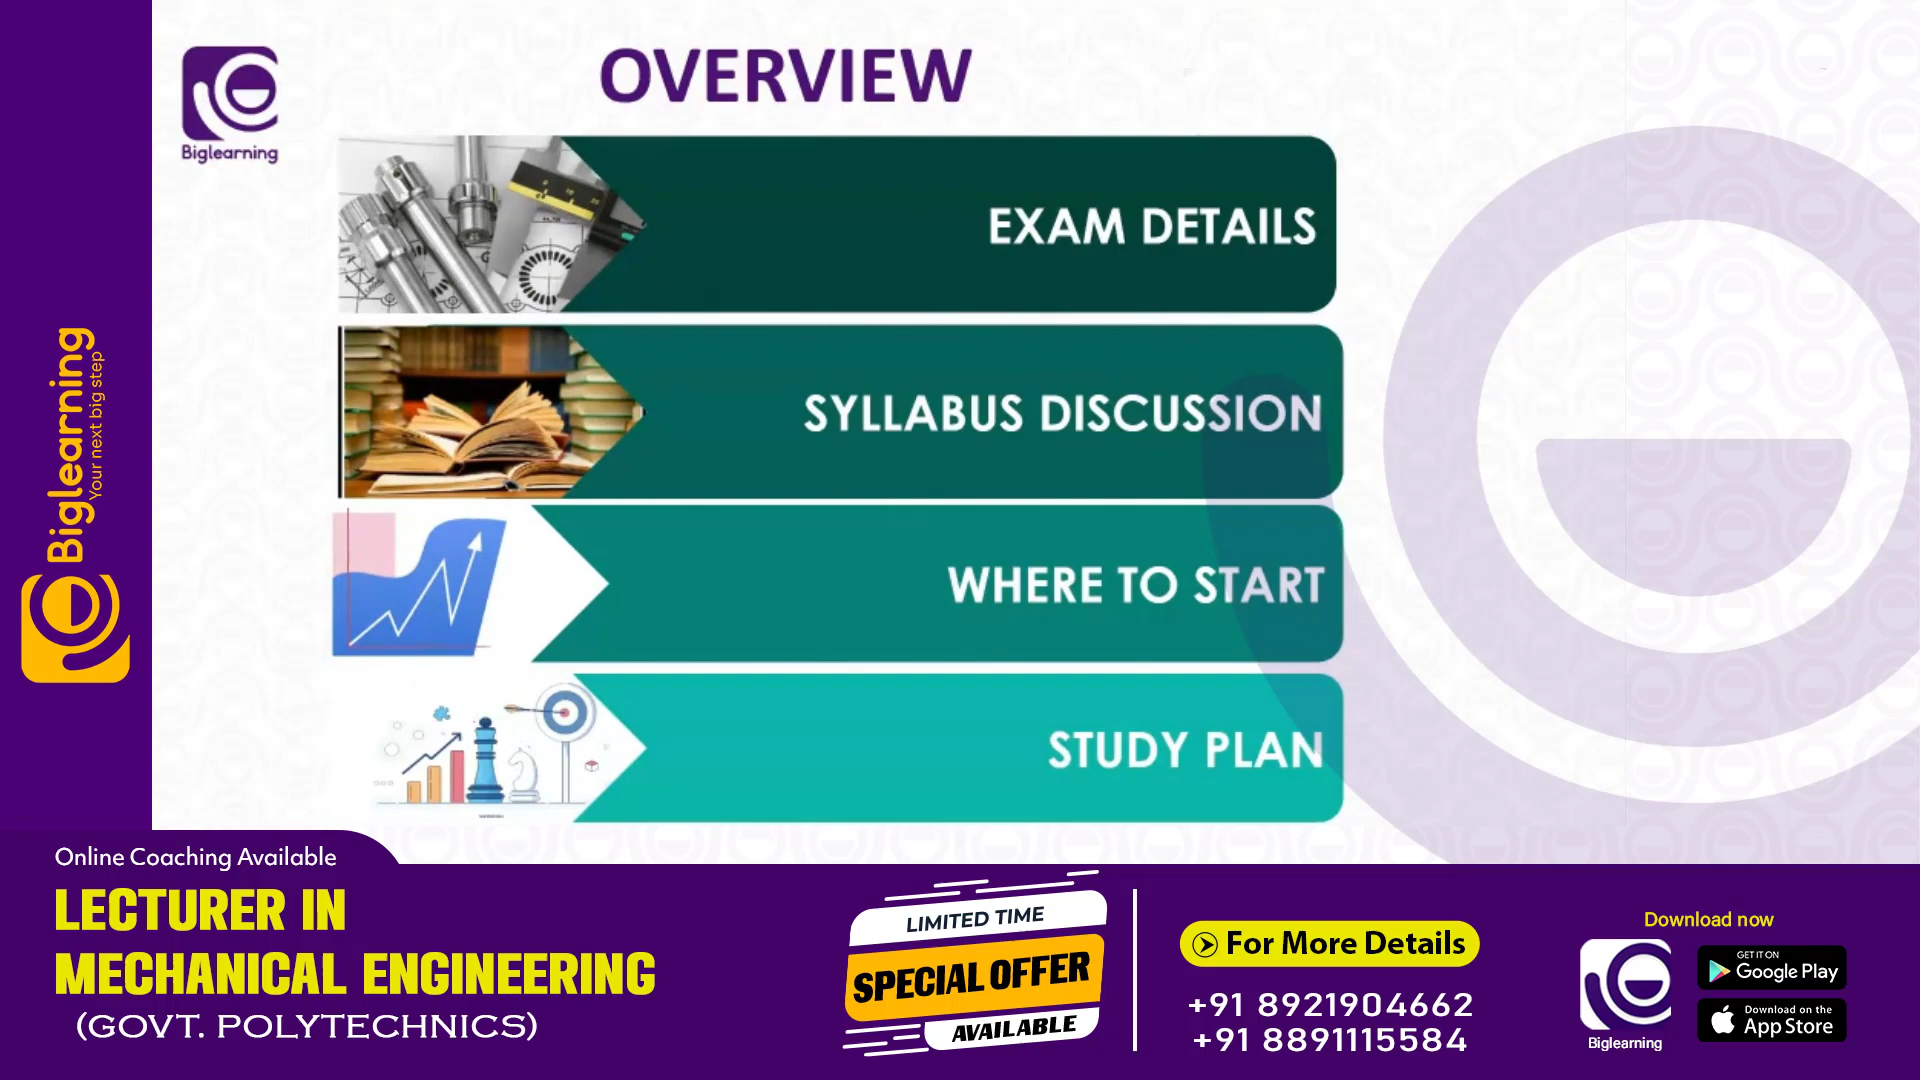 OVERVIEW
Biglearning
EXAM DETAILS
SYLLABUS DISCUSSION
WHERE TO START
STUDY PLAN
Biglearning
Your next big step
Online Coaching Available
LECTURER IN
MECHANICAL ENGINEERING
(GOVT. POLYTECHNICS)
LIMITED TIME
SPECIAL OFFER
AVAILABLE
For More Details
+91 8921904662
+91 8891115584
Download now
Biglearning
GET IT ON
Google Play
Download on the
App Store